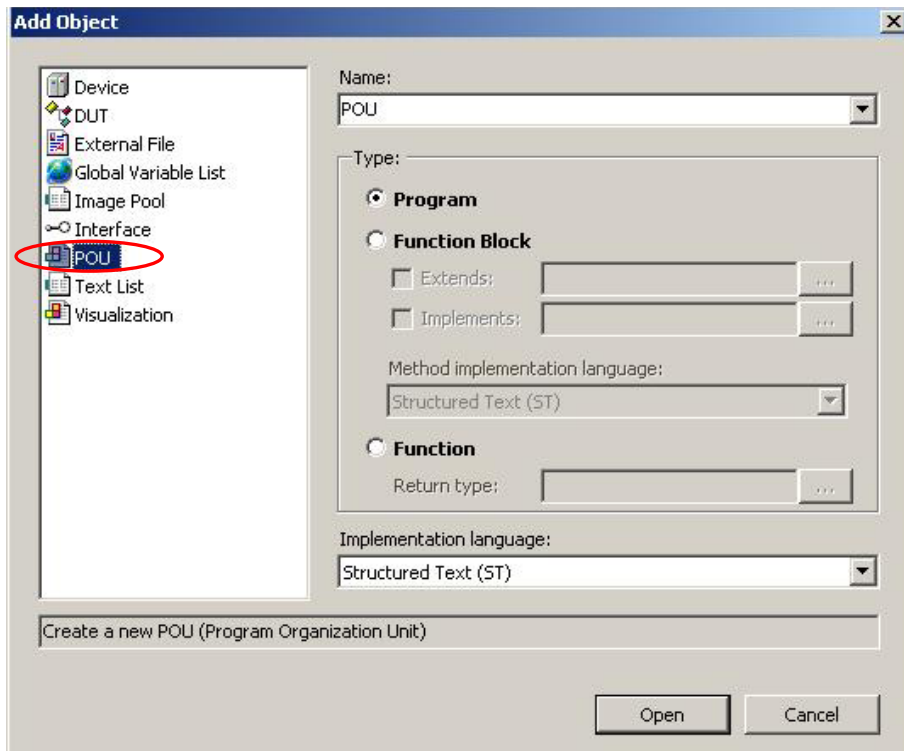 Add Object
Device
DUT
External File
Global Variable List
Image Pool
Interface
POU
Text List
Visualization
Name:
POU
Type:
Program
Function Block
Extends:
...
Implements:
...
Method implementation language:
Structured Text (ST)
Function
Return type:
...
Implementation language:
Structured Text (ST)
Create a new POU (Program Organization Unit)
Open
Cancel